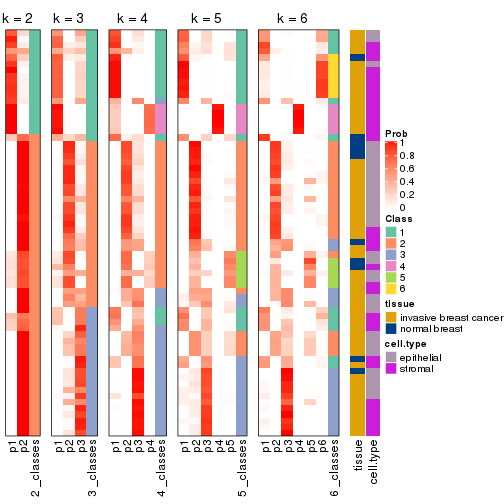 k = 2 k = 3 k = 4 k = 5 k = 6
Prob
1
0.8
0.6
0.4
0.2
0
Class
1
2
3
4
5
6
tissue
invasive breast cancer
normal breast
cell.type
epithelial
stromal
p1 p2 2_classes p1 p2 p3 3_classes p1 p2 p3 p4 4_classes p1 p2 p3 p4 p5 5_classes p1 p2 p3 p4 p5 p6 6_classes tissue cell.type